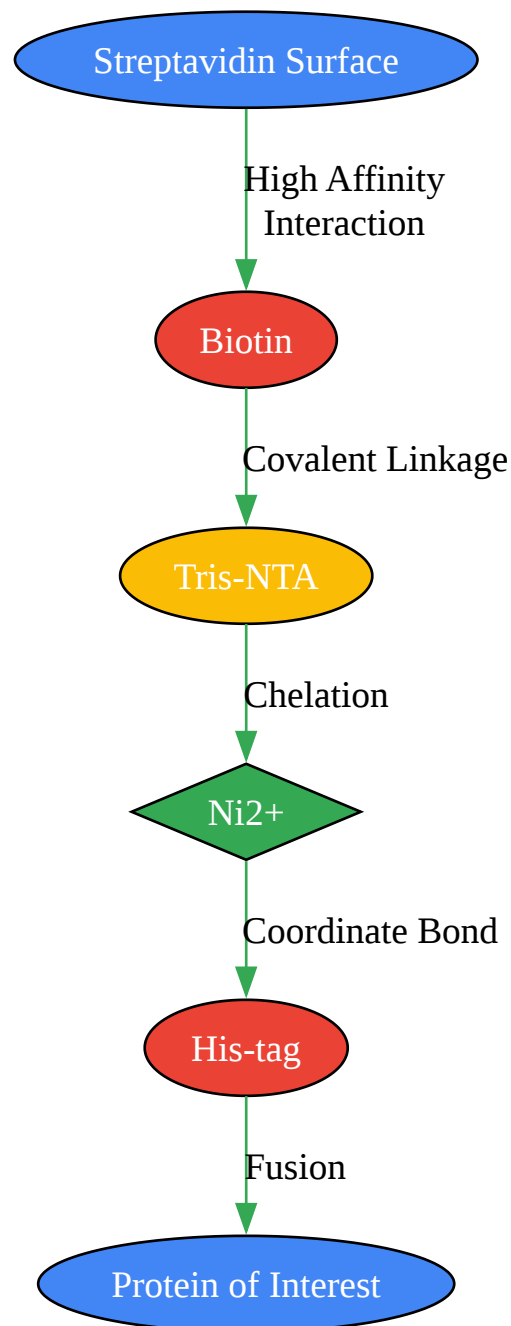 Streptavidin Surface
High Affinity
Interaction
Biotin
Covalent Linkage
Tris-NTA
Chelation
Ni2+
Coordinate Bond
His-tag
Fusion
Protein of Interest